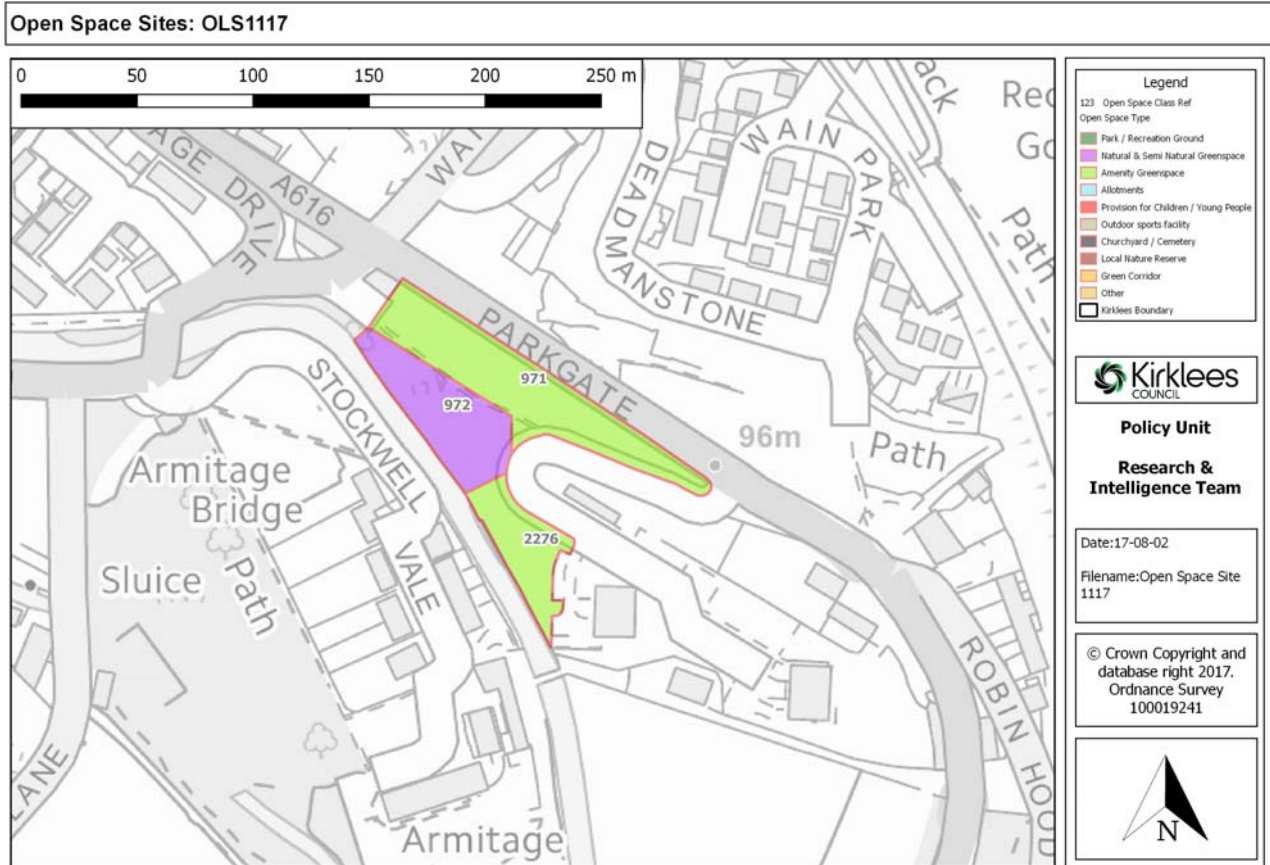 Open Space Sites: OLS1117
0 50 100 150 200 250 m
AGE DRIVE
A616
WAI
DEADMANSTONE
WAIN PARK
ack
Path
Rec
Go
PARKGATE
971
972
2276
96m
Path
STOCKWELL VALE
Armitage
Bridge
Sluice
Path
LANE
Armitage
ROBIN HOOD
Legend
123 Open Space Class Ref
Open Space Type
Park / Recreation Ground
Natural & Semi Natural Greenspace
Amenity Greenspace
Allotments
Provision for Children / Young People
Outdoor sports facility
Churchyard / Cemetery
Local Nature Reserve
Green Corridor
Other
Kirklees Boundary
Kirklees
COUNCIL
Policy Unit
Research &
Intelligence Team
Date:17-08-02
Filename:Open Space Site
1117
© Crown Copyright and
database right 2017.
Ordnance Survey
100019241
N